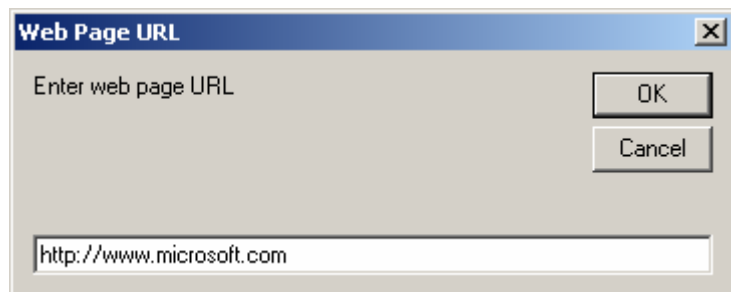 Web Page URL
Enter web page URL
OK
Cancel
http://www.microsoft.com